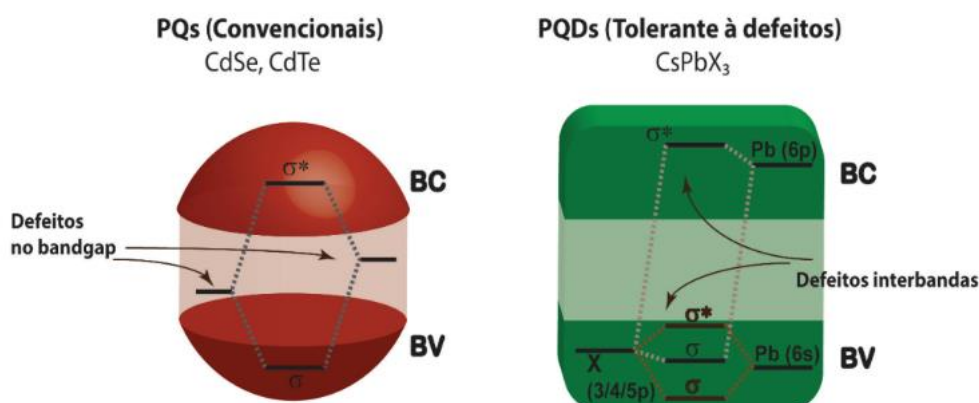 PQs (Convencionais)
CdSe, CdTe
σ*
BC
Defeitos
no bandgap
BV
σ
PQDs (Tolerante à defeitos)
CsPbX₃
σ*
Pb (6p)
BC
Defeitos interbandas
σ*
σ
X
(3/4/5p)
Pb (6s)
BV
σ